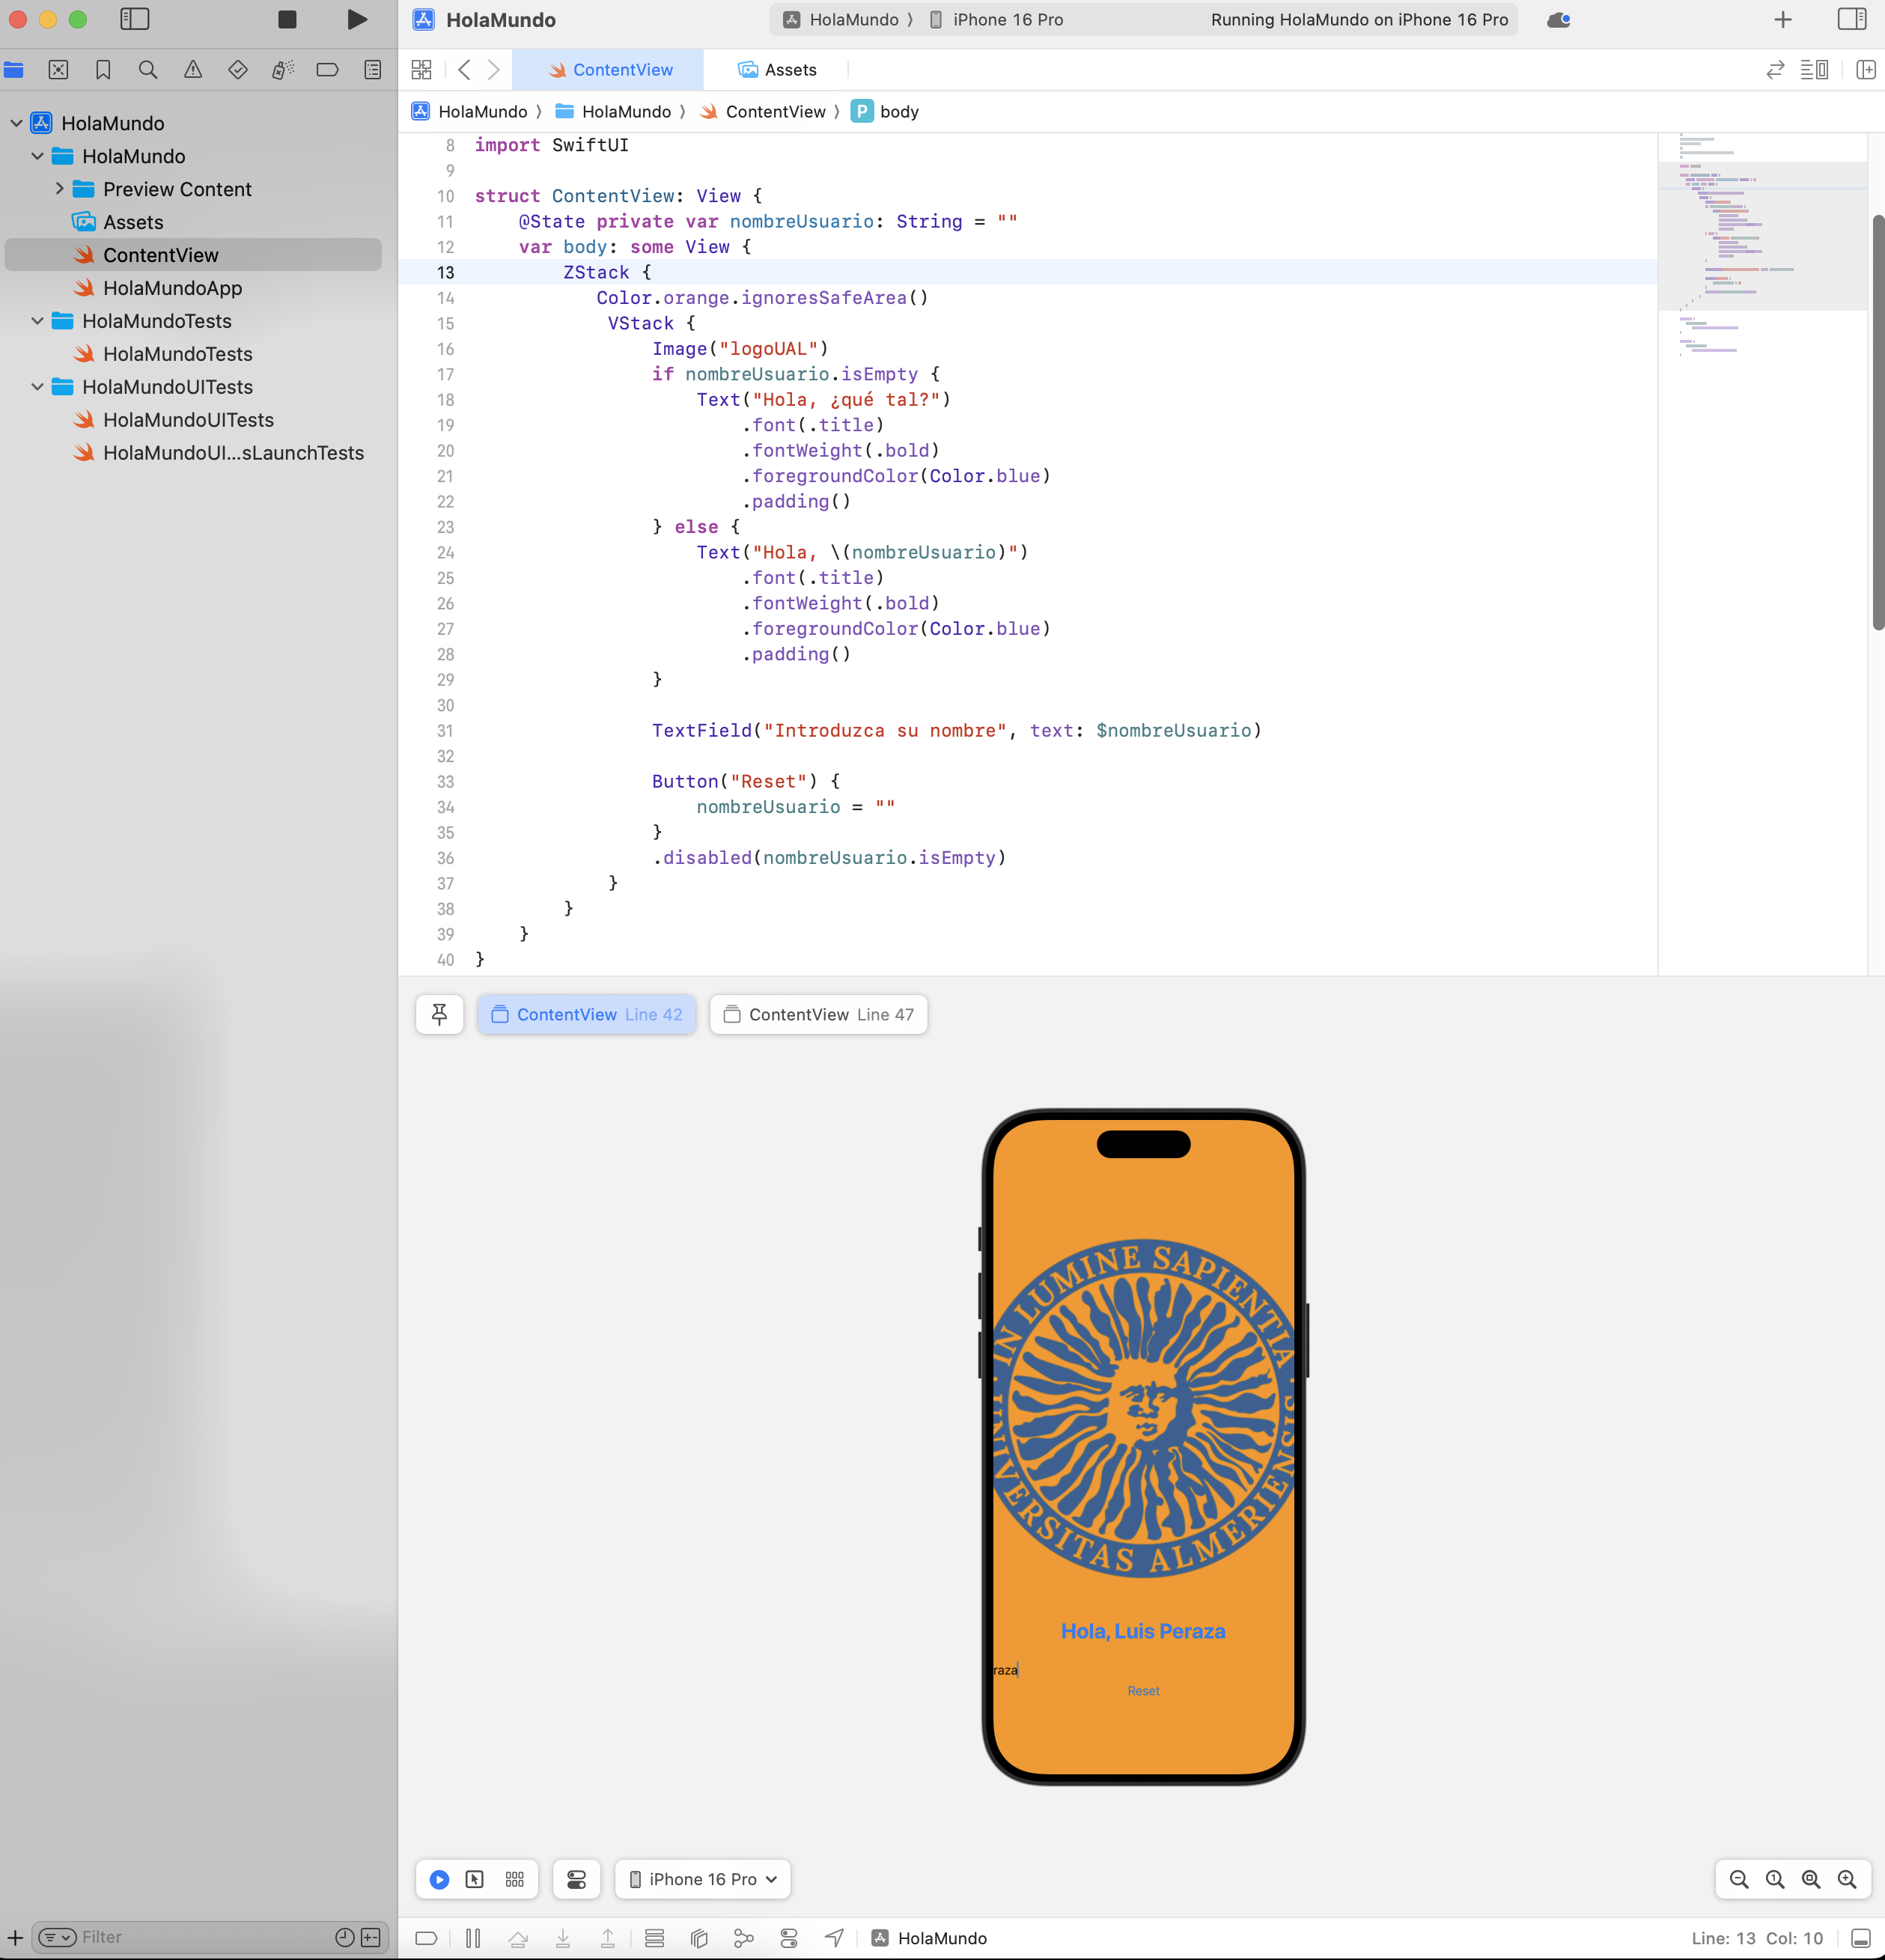 HolaMundo
HolaMundo 〉 iPhone 16 Pro
Running HolaMundo on iPhone 16 Pro
ContentView
Assets
HolaMundo 〉 HolaMundo 〉 ContentView 〉 P body
HolaMundo
HolaMundo
Preview Content
Assets
ContentView
HolaMundoApp
HolaMundoTests
HolaMundoTests
HolaMundoUITests
HolaMundoUITests
HolaMundoUI...sLaunchTests
Filter
8 import SwiftUI
9
10 struct ContentView: View {
11 @State private var nombreUsuario: String = ""
12 var body: some View {
13 ZStack {
14 Color.orange.ignoresSafeArea()
15 VStack {
16 Image("logoUAL")
17 if nombreUsuario.isEmpty {
18 Text("Hola, ¿qué tal?")
19 .font(.title)
20 .fontWeight(.bold)
21 .foregroundColor(Color.blue)
22 .padding()
23 } else {
24 Text("Hola, \(nombreUsuario)")
25 .font(.title)
26 .fontWeight(.bold)
27 .foregroundColor(Color.blue)
28 .padding()
29 }
30
31 TextField("Introduzca su nombre", text: $nombreUsuario)
32
33 Button("Reset") {
34 nombreUsuario = ""
35 }
36 .disabled(nombreUsuario.isEmpty)
37 }
38 }
39 }
40 }
ContentView Line 42
ContentView Line 47
IN LUMINE SAPIENTIA
VNIVERSITAS ALMERIENSIS
Hola, Luis Peraza
raza
Reset
iPhone 16 Pro
HolaMundo
Line: 13 Col: 10